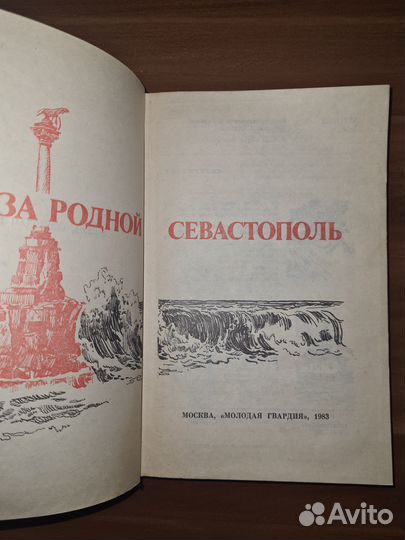 ЗА РОДНОЙ СЕВАСТОПОЛЬ
МОСКВА, «МОЛОДАЯ ГВАРДИЯ», 1983
Avito